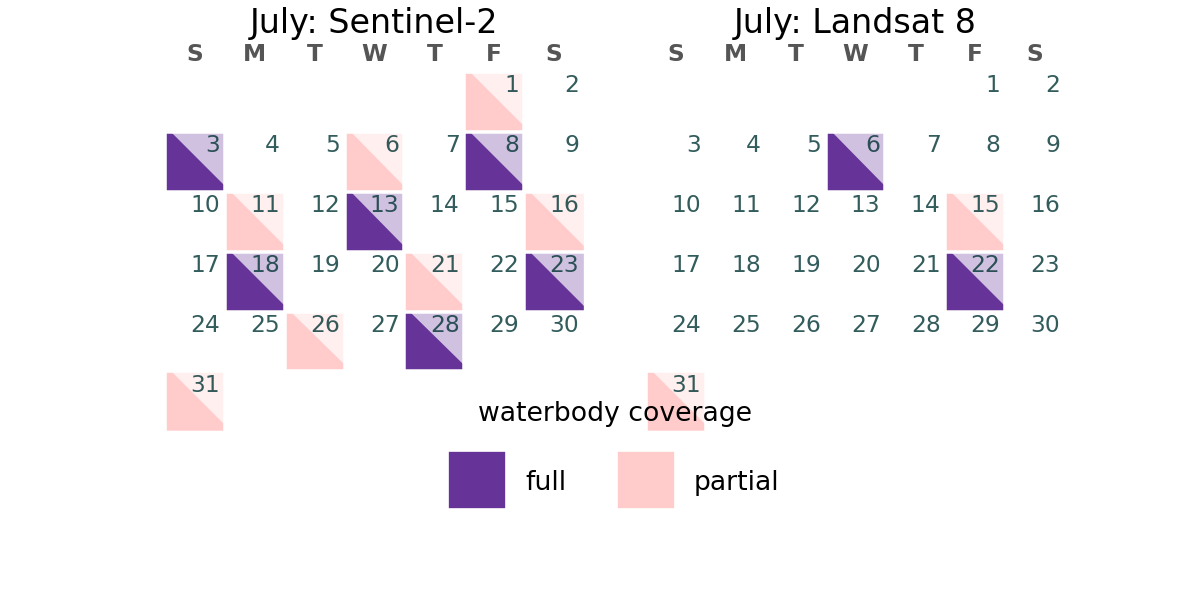 July: Sentinel-2
S M T W T F S
1 2
3 4 5 6 7 8 9
10 11 12 13 14 15 16
17 18 19 20 21 22 23
24 25 26 27 28 29 30
31
July: Landsat 8
S M T W T F S
1 2
3 4 5 6 7 8 9
10 11 12 13 14 15 16
17 18 19 20 21 22 23
24 25 26 27 28 29 30
31
waterbody coverage
full partial